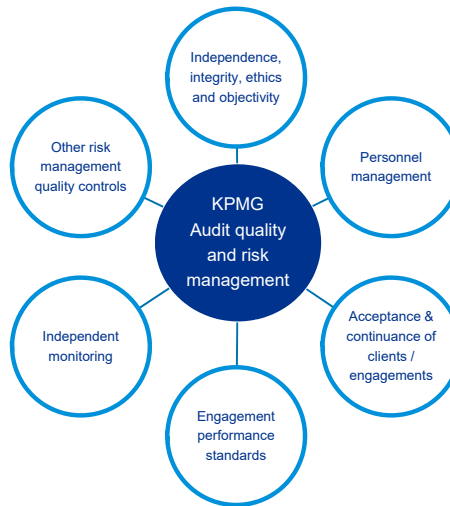 Independence,
integrity, ethics
and objectivity
Other risk
management
quality controls
Personnel
management
KPMG
Audit quality
and risk
management
Independent
monitoring
Acceptance &
continuance of
clients /
engagements
Engagement
performance
standards